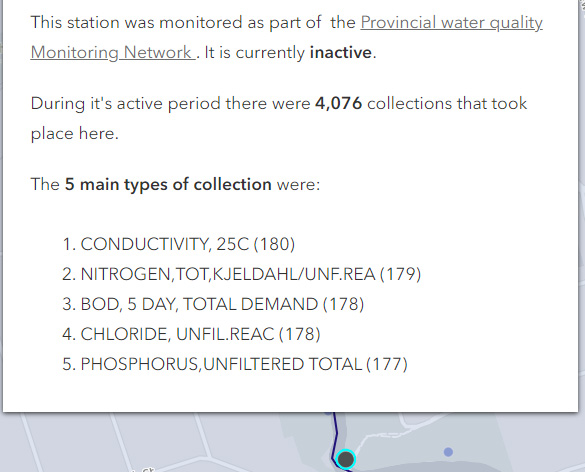 This station was monitored as part of  the Provincial water quality
Monitoring Network . It is currently inactive.
During it's active period there were 4,076 collections that took
place here.
The 5 main types of collection were:
1. CONDUCTIVITY, 25C (180)
2. NITROGEN,TOT,KJELDAHL/UNF.REA (179)
3. BOD, 5 DAY, TOTAL DEMAND (178)
4. CHLORIDE, UNFIL.REAC (178)
5. PHOSPHORUS,UNFILTERED TOTAL (177)